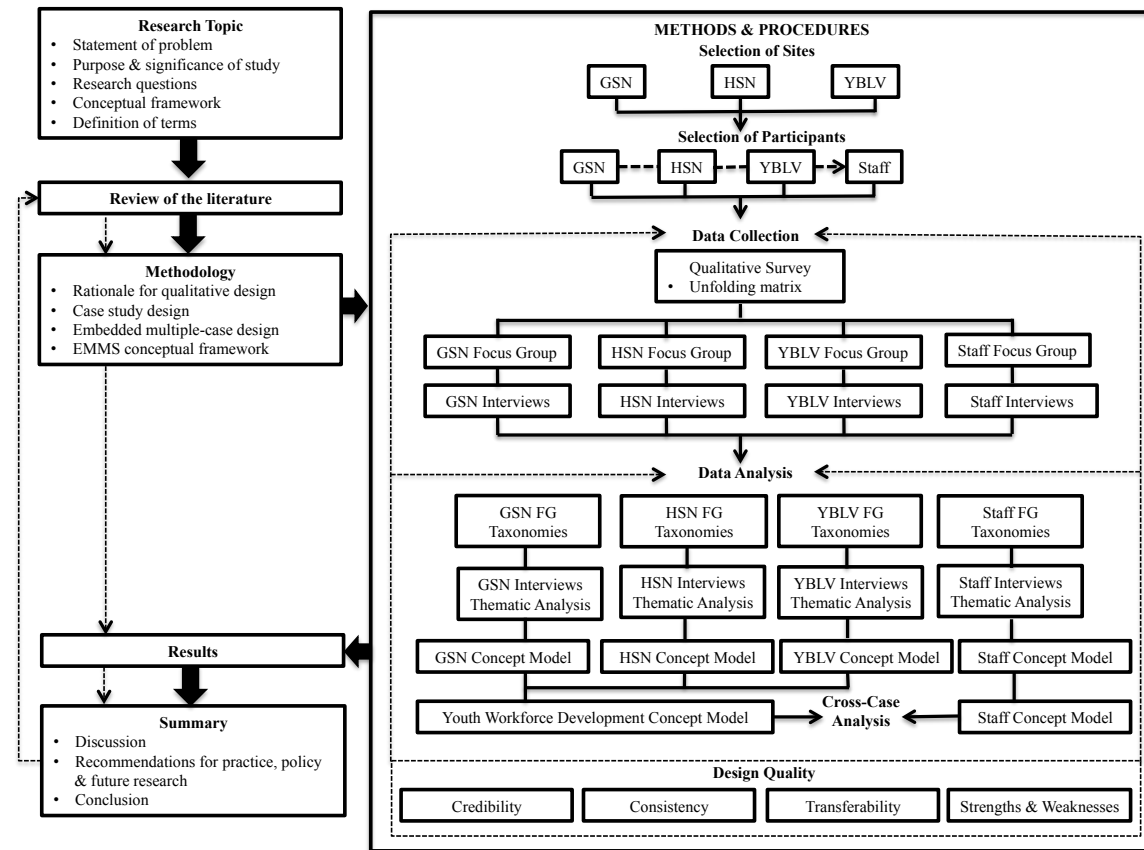 Research Topic
• Statement of problem
• Purpose & significance of study
• Research questions
• Conceptual framework
• Definition of terms
Review of the literature
Methodology
• Rationale for qualitative design
• Case study design
• Embedded multiple-case design
• EMMS conceptual framework
Results
Summary
• Discussion
• Recommendations for practice, policy
& future research
• Conclusion
METHODS & PROCEDURES
Selection of Sites
GSN HSN YBLV
Selection of Participants
GSN HSN YBLV Staff
Data Collection
Qualitative Survey
• Unfolding matrix
GSN Focus Group HSN Focus Group YBLV Focus Group Staff Focus Group
GSN Interviews HSN Interviews YBLV Interviews Staff Interviews
Data Analysis
GSN FG HSN FG YBLV FG Staff FG
Taxonomies Taxonomies Taxonomies Taxonomies
GSN Interviews HSN Interviews YBLV Interviews Staff Interviews
Thematic Analysis Thematic Analysis Thematic Analysis Thematic Analysis
GSN Concept Model HSN Concept Model YBLV Concept Model Staff Concept Model
Youth Workforce Development Concept Model Cross-Case Analysis Staff Concept Model
Design Quality
Credibility Consistency Transferability Strengths & Weaknesses